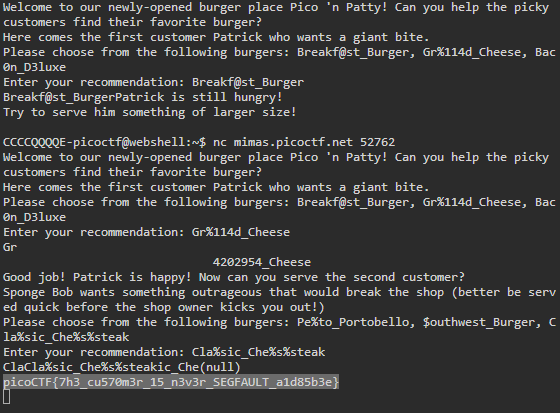 Welcome to our newly-opened burger place Pico 'n Patty! Can you help the picky
customers find their favorite burger?
Here comes the first customer Patrick who wants a giant bite.
Please choose from the following burgers: Breakf@st_Burger, Gr%114d_Cheese, Bac
0n_D3luxe
Enter your recommendation: Breakf@st_Burger
Breakf@st_BurgerPatrick is still hungry!
Try to serve him something of larger size!
CCCCQQQQE-picoctf@webshell:~$ nc mimas.picoctf.net 52762
Welcome to our newly-opened burger place Pico 'n Patty! Can you help the picky
customers find their favorite burger?
Here comes the first customer Patrick who wants a giant bite.
Please choose from the following burgers: Breakf@st_Burger, Gr%114d_Cheese, Bac
0n_D3luxe
Enter your recommendation: Gr%114d_Cheese
Gr
4202954_Cheese
Good job! Patrick is happy! Now can you serve the second customer?
Sponge Bob wants something outrageous that would break the shop (better be serv
ed quick before the shop owner kicks you out!)
Please choose from the following burgers: Pe%to_Portobello, $outhwest_Burger, C
la%sic_Che%s%steak
Enter your recommendation: Cla%sic_Che%s%steak
ClaCla%sic_Che%s%steakic_Che(null)
picoCTF{7h3_cu570m3r_15_n3v3r_SEGFAULT_a1d85b3e}